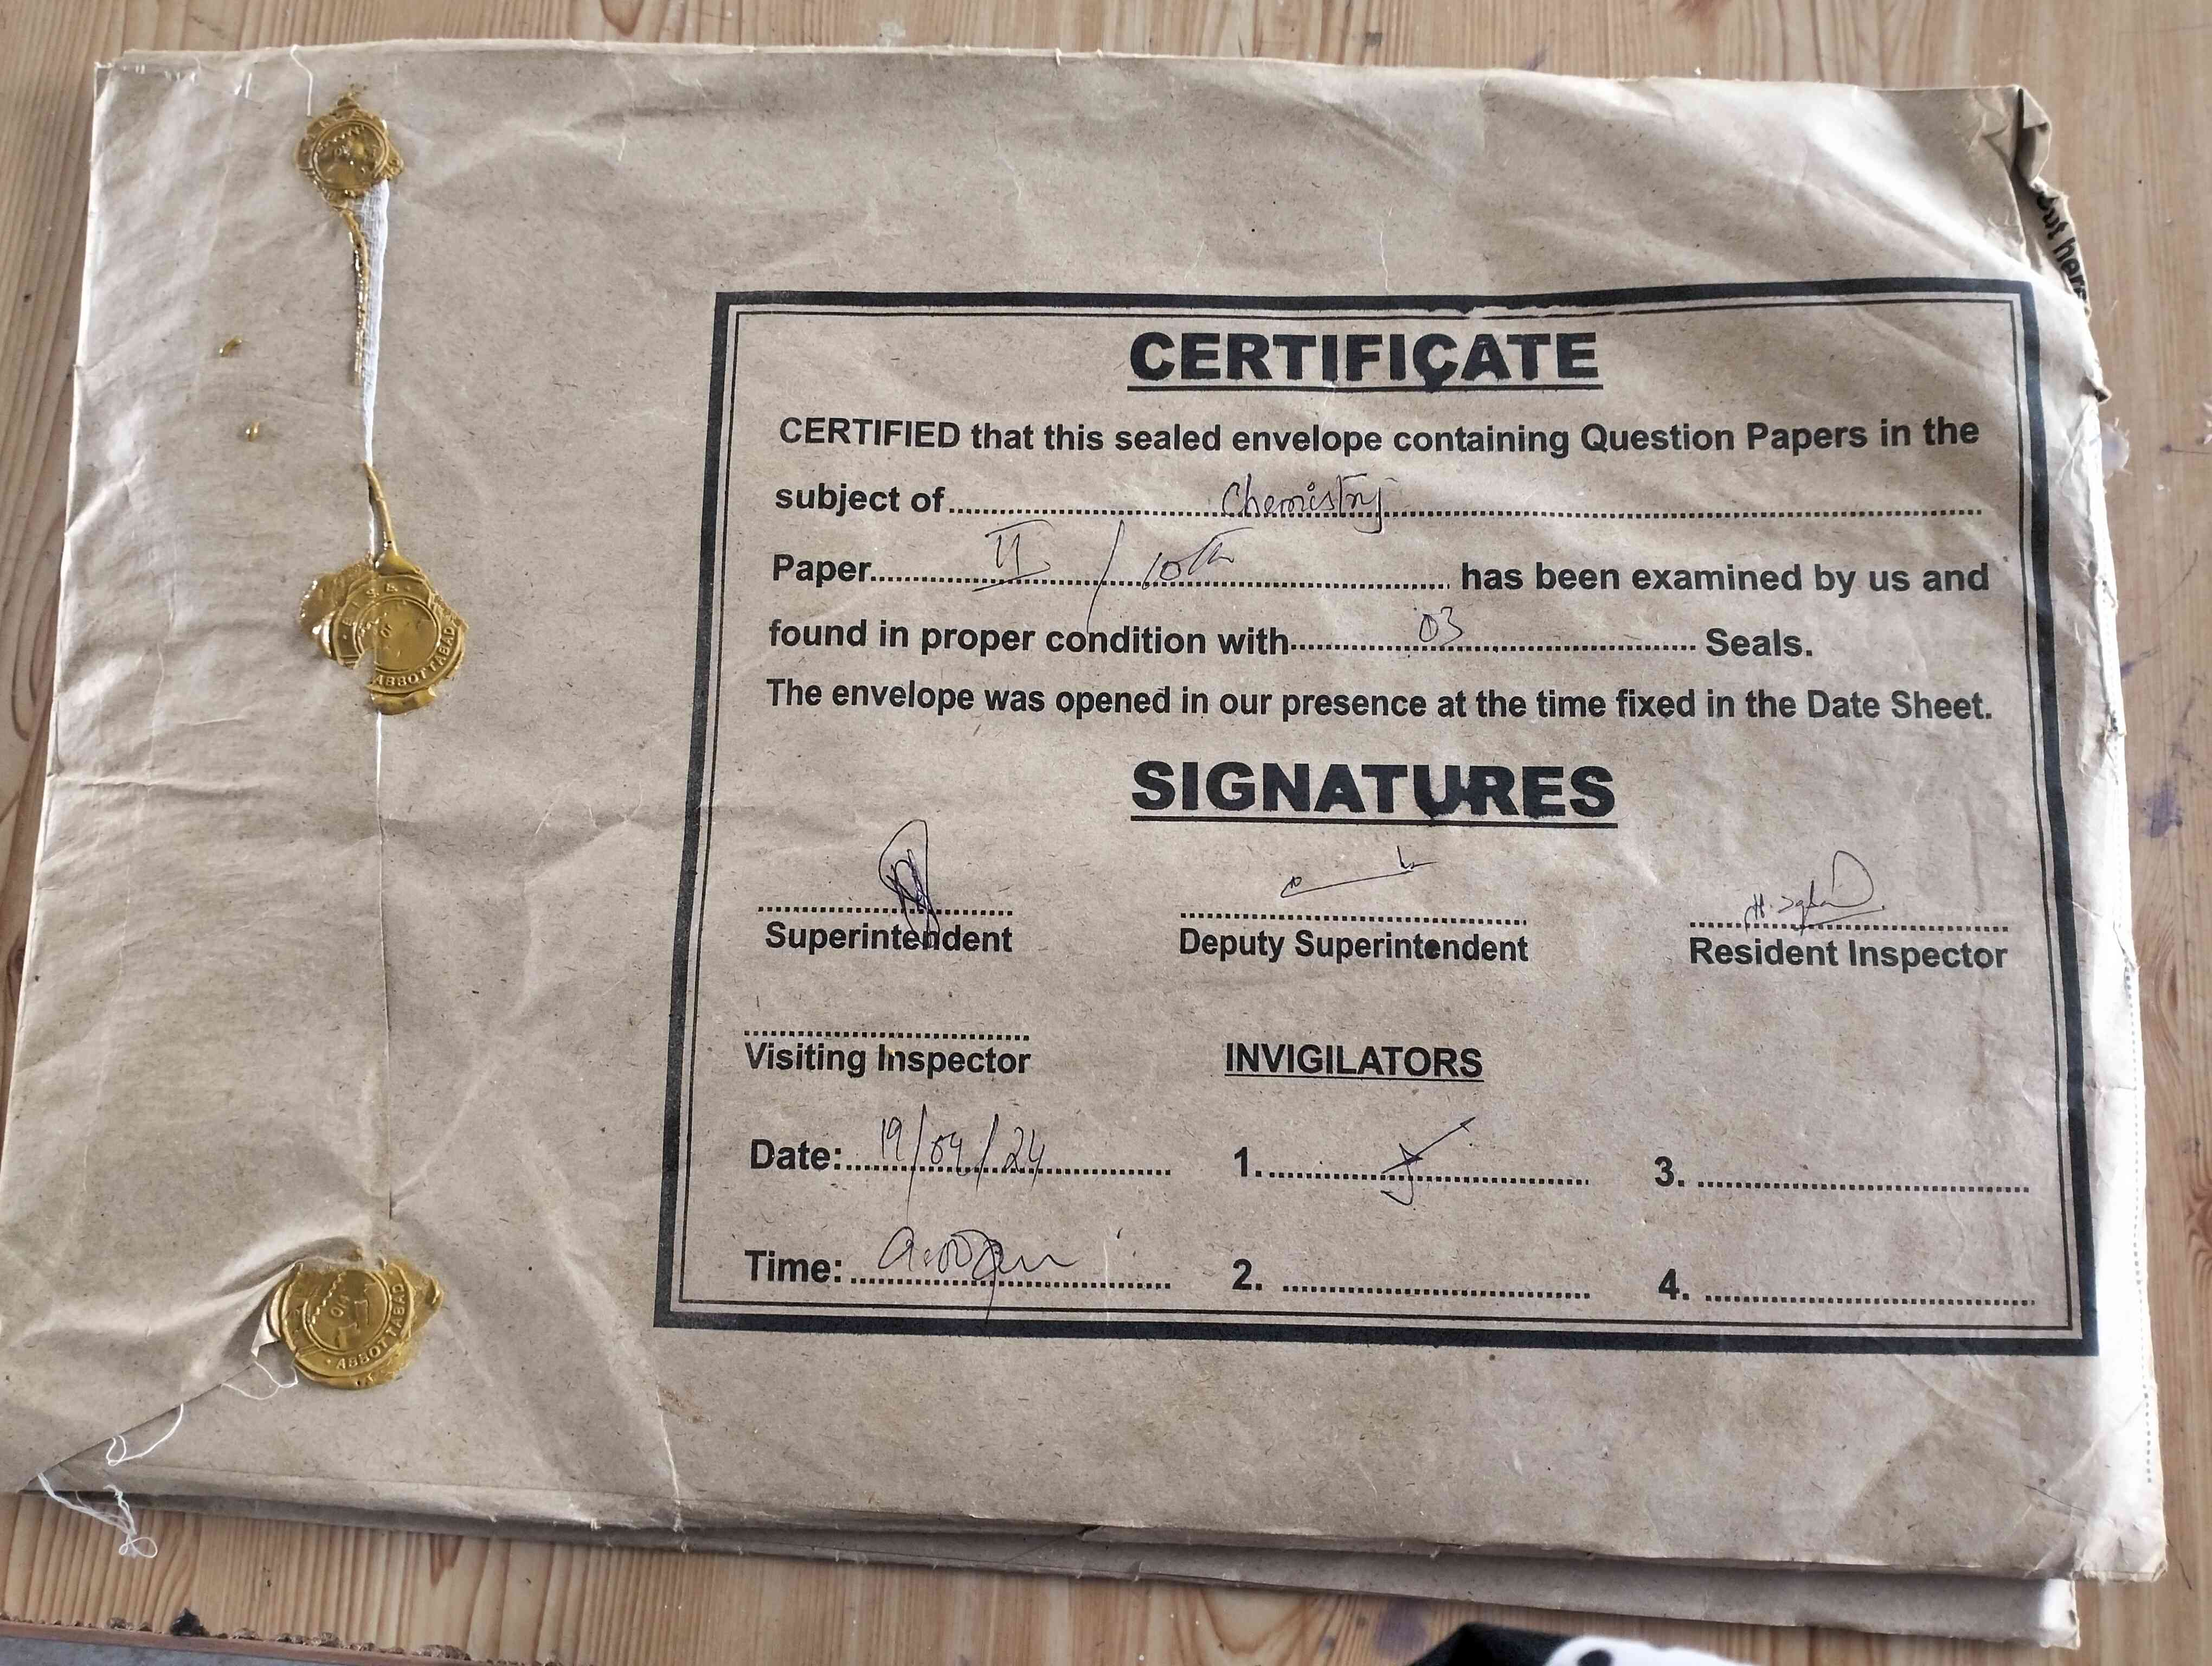 cut here
CERTIFICATE
CERTIFIED that this sealed envelope containing Question Papers in the
subject of Chemistry
Paper II / 10th has been examined by us and
found in proper condition with 03 Seals.
The envelope was opened in our presence at the time fixed in the Date Sheet.
SIGNATURES
Superintendent Deputy Superintendent Resident Inspector
Visiting Inspector INVIGILATORS
Date: 19/04/24 1. 3.
Time: 2. 4.
ABBOTTABAD
ABBOTTABAD